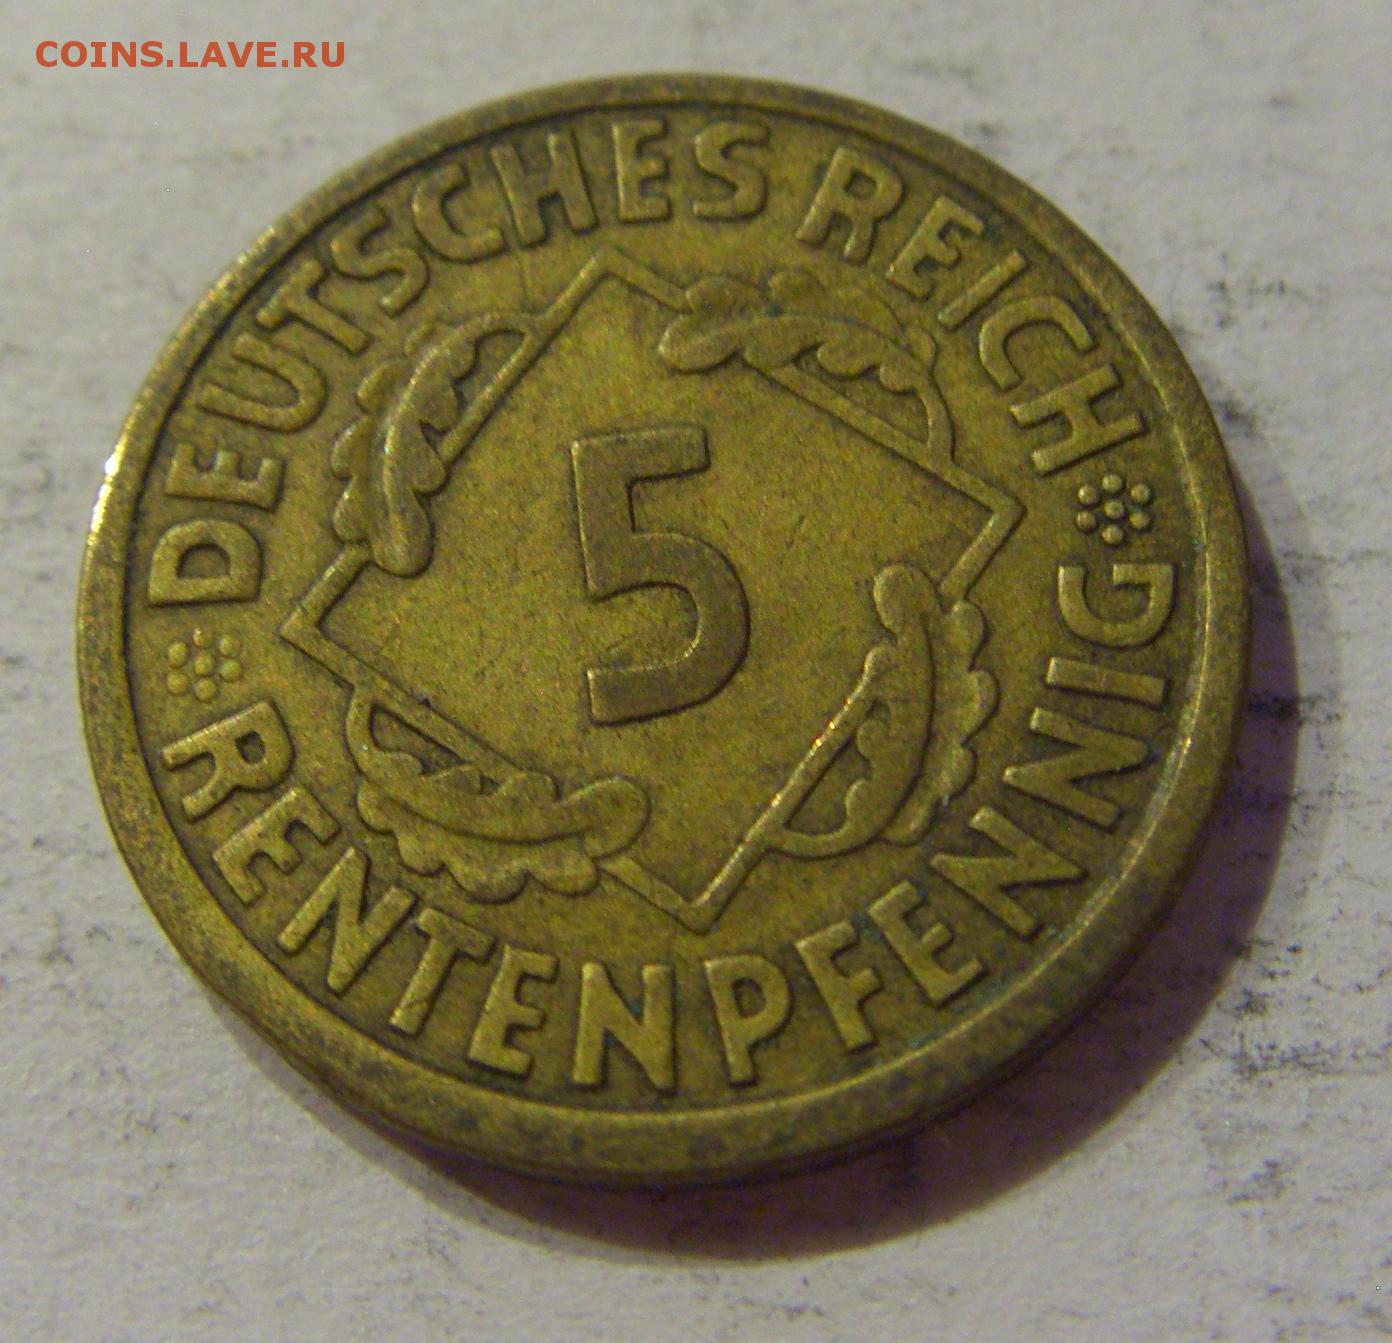 COINS.LAVE.RU
DEUTSCHES REICH
5
RENTENPFENNIG